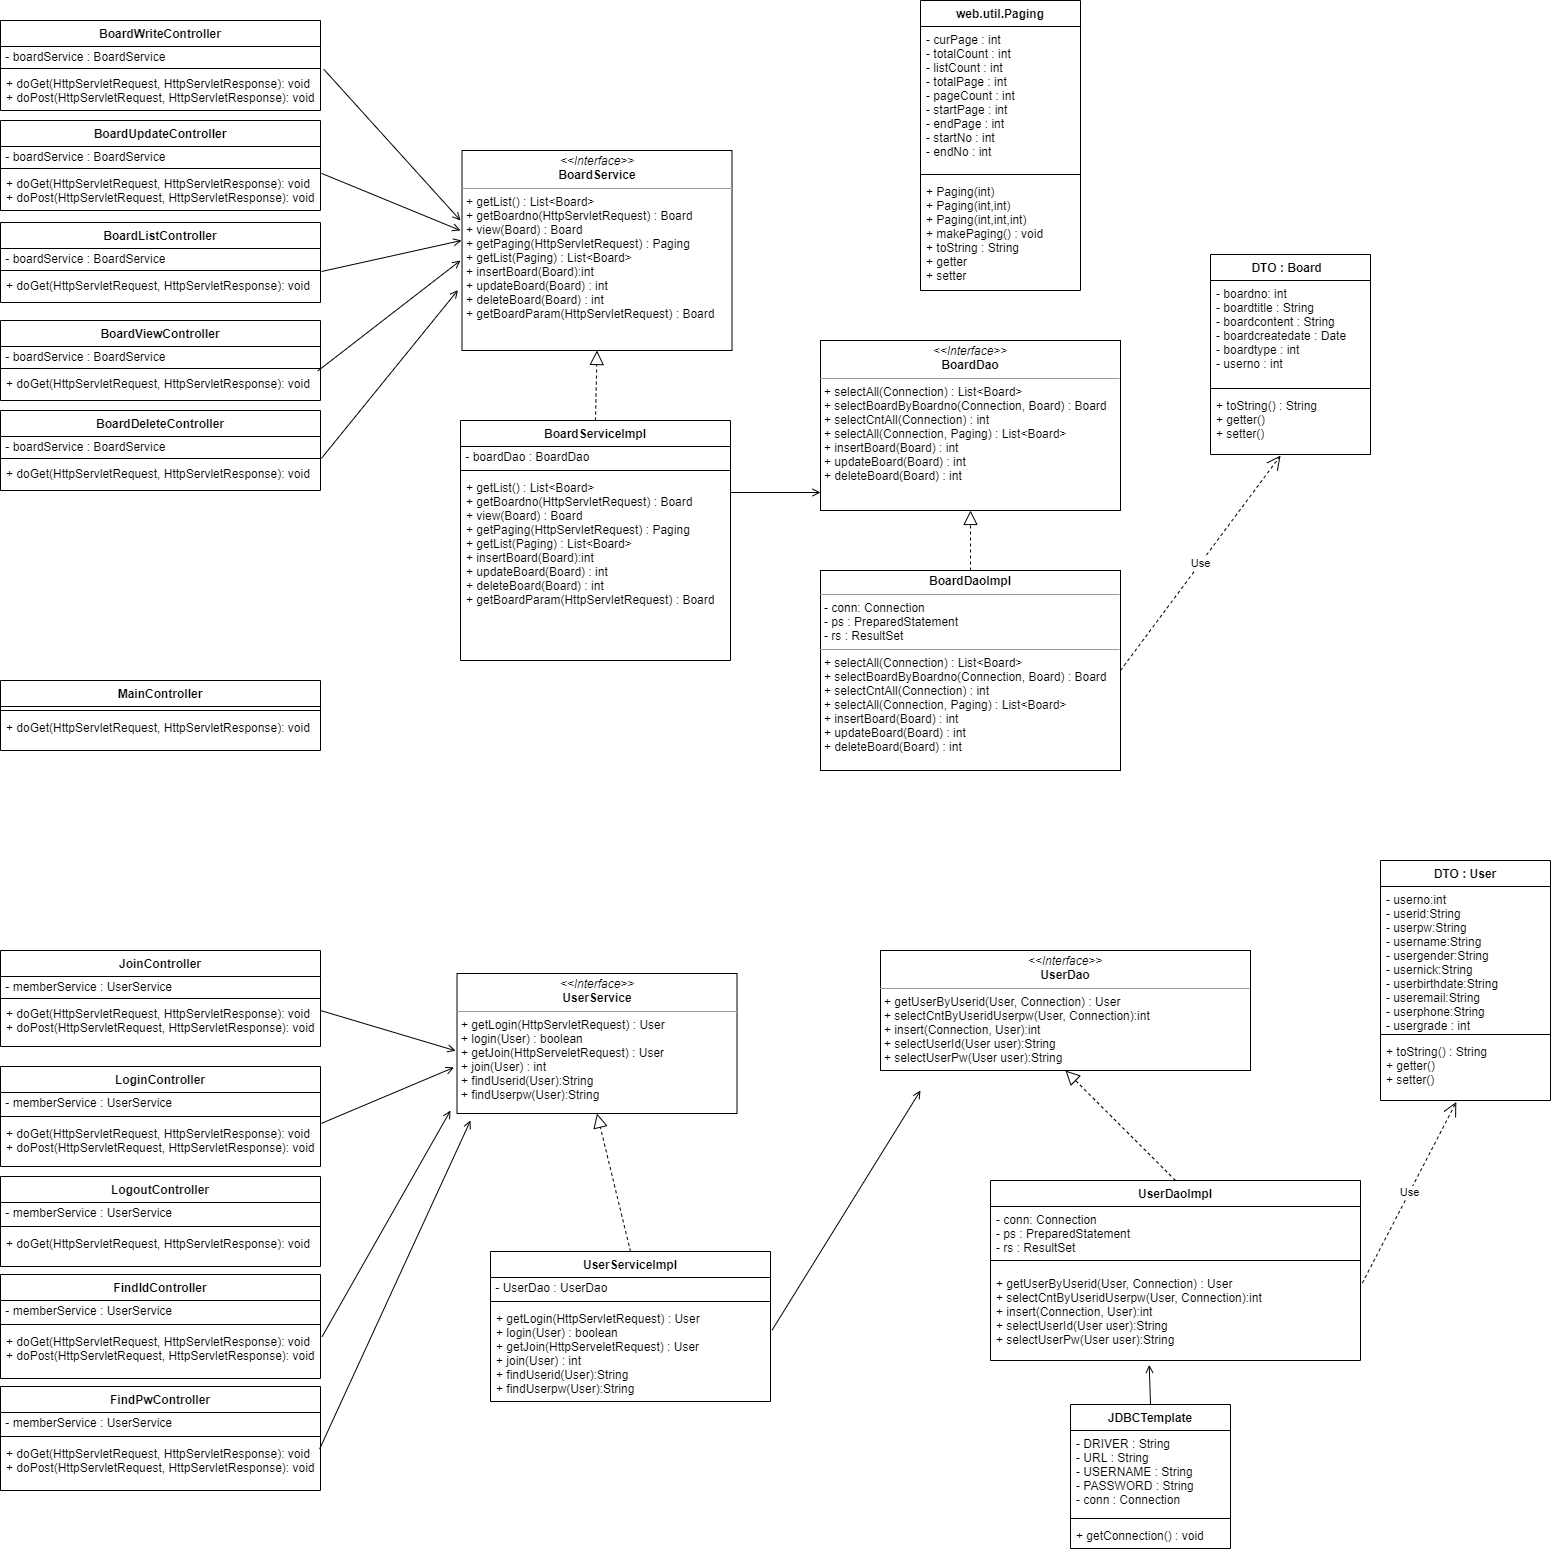 BoardWriteController
- boardService : BoardService
+ doGet(HttpServletRequest, HttpServletResponse): void
+ doPost(HttpServletRequest, HttpServletResponse): void
BoardUpdateController
- boardService : BoardService
+ doGet(HttpServletRequest, HttpServletResponse): void
+ doPost(HttpServletRequest, HttpServletResponse): void
BoardListController
- boardService : BoardService
+ doGet(HttpServletRequest, HttpServletResponse): void
BoardViewController
- boardService : BoardService
+ doGet(HttpServletRequest, HttpServletResponse): void
BoardDeleteController
- boardService : BoardService
+ doGet(HttpServletRequest, HttpServletResponse): void
<<Interface>>
BoardService
+ getList() : List<Board>
+ getBoardno(HttpServletRequest) : Board
+ view(Board) : Board
+ getPaging(HttpServletRequest) : Paging
+ getList(Paging) : List<Board>
+ insertBoard(Board):int
+ updateBoard(Board) : int
+ deleteBoard(Board) : int
+ getBoardParam(HttpServletRequest) : Board
BoardServiceImpl
- boardDao : BoardDao
+ getList() : List<Board>
+ getBoardno(HttpServletRequest) : Board
+ view(Board) : Board
+ getPaging(HttpServletRequest) : Paging
+ getList(Paging) : List<Board>
+ insertBoard(Board):int
+ updateBoard(Board) : int
+ deleteBoard(Board) : int
+ getBoardParam(HttpServletRequest) : Board
web.util.Paging
- curPage : int
- totalCount : int
- listCount : int
- totalPage : int
- pageCount : int
- startPage : int
- endPage : int
- startNo : int
- endNo : int
+ Paging(int)
+ Paging(int,int)
+ Paging(int,int,int)
+ makePaging() : void
+ toString : String
+ getter
+ setter
<<Interface>>
BoardDao
+ selectAll(Connection) : List<Board>
+ selectBoardByBoardno(Connection, Board) : Board
+ selectCntAll(Connection) : int
+ selectAll(Connection, Paging) : List<Board>
+ insertBoard(Board) : int
+ updateBoard(Board) : int
+ deleteBoard(Board) : int
BoardDaoImpl
- conn: Connection
- ps : PreparedStatement
- rs : ResultSet
+ selectAll(Connection) : List<Board>
+ selectBoardByBoardno(Connection, Board) : Board
+ selectCntAll(Connection) : int
+ selectAll(Connection, Paging) : List<Board>
+ insertBoard(Board) : int
+ updateBoard(Board) : int
+ deleteBoard(Board) : int
DTO : Board
- boardno: int
- boardtitle : String
- boardcontent : String
- boardcreatedate : Date
- boardtype : int
- userno : int
+ toString() : String
+ getter()
+ setter()
Use
MainController
+ doGet(HttpServletRequest, HttpServletResponse): void
JoinController
- memberService : UserService
+ doGet(HttpServletRequest, HttpServletResponse): void
+ doPost(HttpServletRequest, HttpServletResponse): void
LoginController
- memberService : UserService
+ doGet(HttpServletRequest, HttpServletResponse): void
+ doPost(HttpServletRequest, HttpServletResponse): void
LogoutController
- memberService : UserService
+ doGet(HttpServletRequest, HttpServletResponse): void
FindIdController
- memberService : UserService
+ doGet(HttpServletRequest, HttpServletResponse): void
+ doPost(HttpServletRequest, HttpServletResponse): void
FindPwController
- memberService : UserService
+ doGet(HttpServletRequest, HttpServletResponse): void
+ doPost(HttpServletRequest, HttpServletResponse): void
<<Interface>>
UserService
+ getLogin(HttpServletRequest) : User
+ login(User) : boolean
+ getJoin(HttpServeletRequest) : User
+ join(User) : int
+ findUserid(User):String
+ findUserpw(User):String
UserServiceImpl
- UserDao : UserDao
+ getLogin(HttpServletRequest) : User
+ login(User) : boolean
+ getJoin(HttpServeletRequest) : User
+ join(User) : int
+ findUserid(User):String
+ findUserpw(User):String
<<Interface>>
UserDao
+ getUserByUserid(User, Connection) : User
+ selectCntByUseridUserpw(User, Connection):int
+ insert(Connection, User):int
+ selectUserId(User user):String
+ selectUserPw(User user):String
UserDaoImpl
- conn: Connection
- ps : PreparedStatement
- rs : ResultSet
+ getUserByUserid(User, Connection) : User
+ selectCntByUseridUserpw(User, Connection):int
+ insert(Connection, User):int
+ selectUserId(User user):String
+ selectUserPw(User user):String
DTO : User
- userno:int
- userid:String
- userpw:String
- username:String
- usergender:String
- usernick:String
- userbirthdate:String
- useremail:String
- userphone:String
- usergrade : int
+ toString() : String
+ getter()
+ setter()
Use
JDBCTemplate
- DRIVER : String
- URL : String
- USERNAME : String
- PASSWORD : String
- conn : Connection
+ getConnection() : void